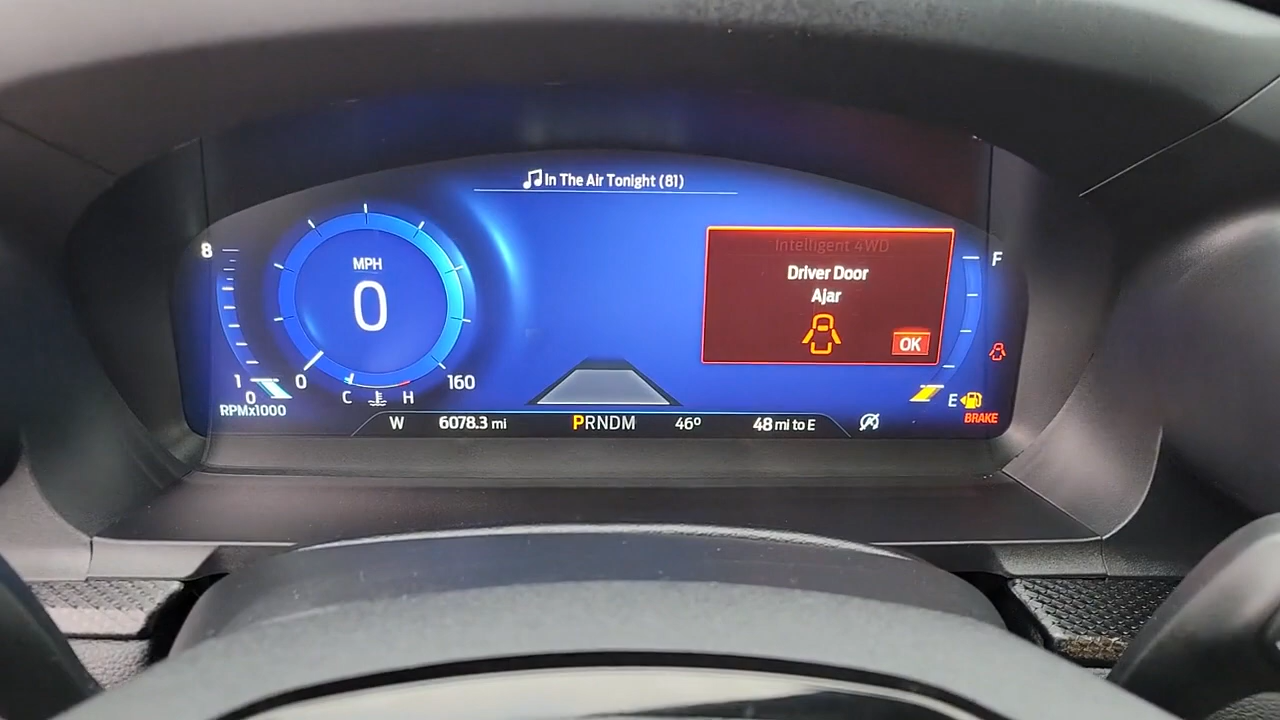 In The Air Tonight (81)
Intelligent 4WD
Driver Door
Ajar
OK
MPH
0
8
1
0
RPMx1000
0
160
C
H
F
E
BRAKE
W
6078.3 mi
PRNDM
46º
48 mi to E